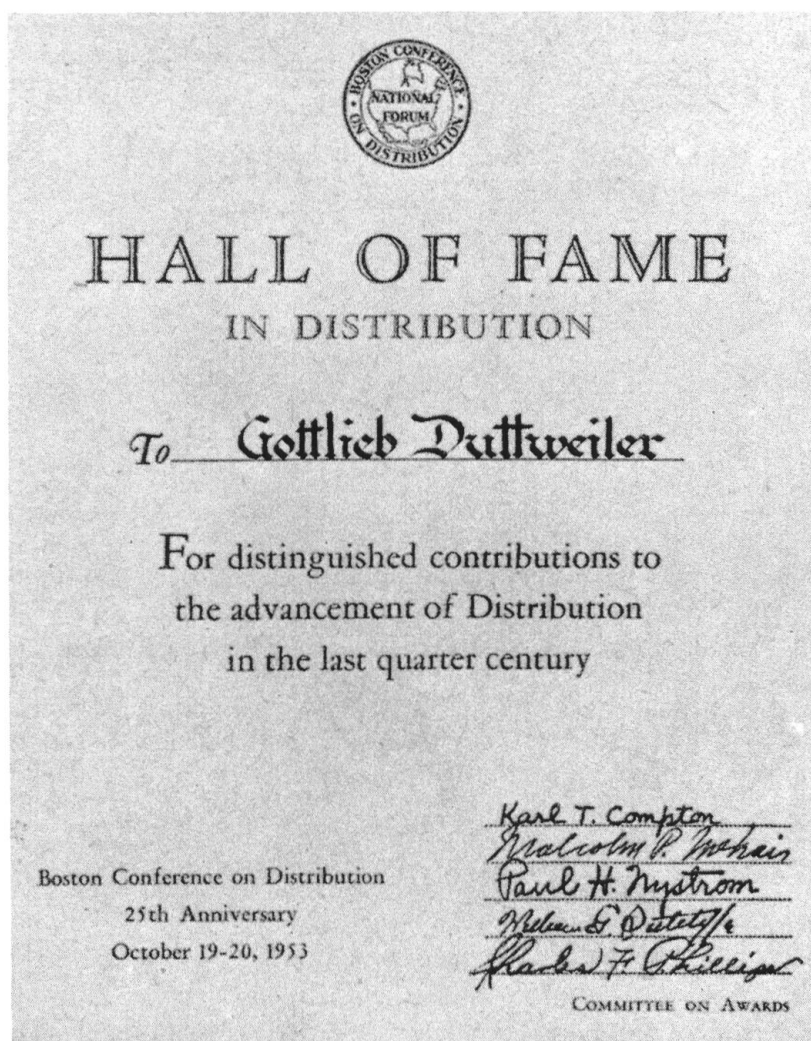 BOSTON CONFERENCE
ON DISTRIBUTION
NATIONAL
FORUM
HALL OF FAME
IN DISTRIBUTION
To Gottlieb Duttweiler
For distinguished contributions to
the advancement of Distribution
in the last quarter century
Karl T. Compton
Malcolm P. McNair
Boston Conference on Distribution
Paul H. Nystrom
25th Anniversary
October 19-20, 1953
Charles F. Phillips
COMMITTEE ON AWARDS